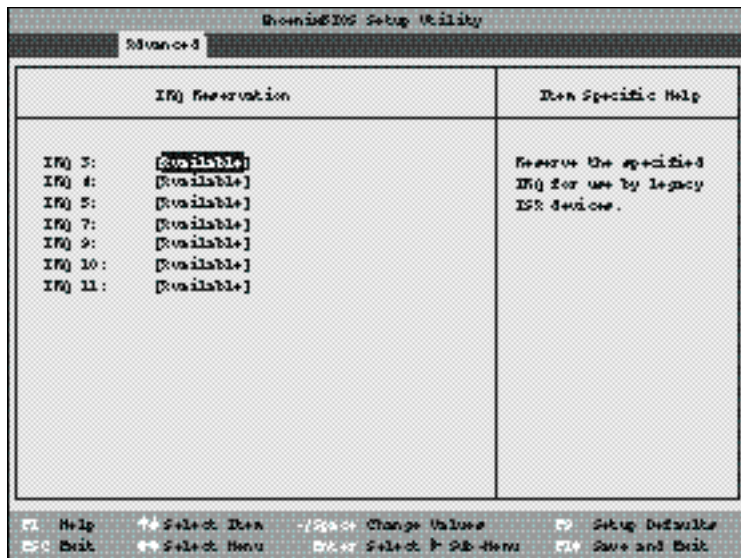 PhoenixBIOS Setup Utility
Advanced
IRQ Reservation
Item Specific Help
IRQ 3: [Available]
IRQ 4: [Available]
IRQ 5: [Available]
IRQ 7: [Available]
IRQ 9: [Available]
IRQ 10: [Available]
IRQ 11: [Available]
Reserve the specified
IRQ for use by legacy
ISA devices.
F1 Help ↑↓ Select Item -/Space Change Values F9 Setup Defaults
ESC Exit ←→ Select Menu Enter Select ▶ Sub-Menu F10 Save and Exit